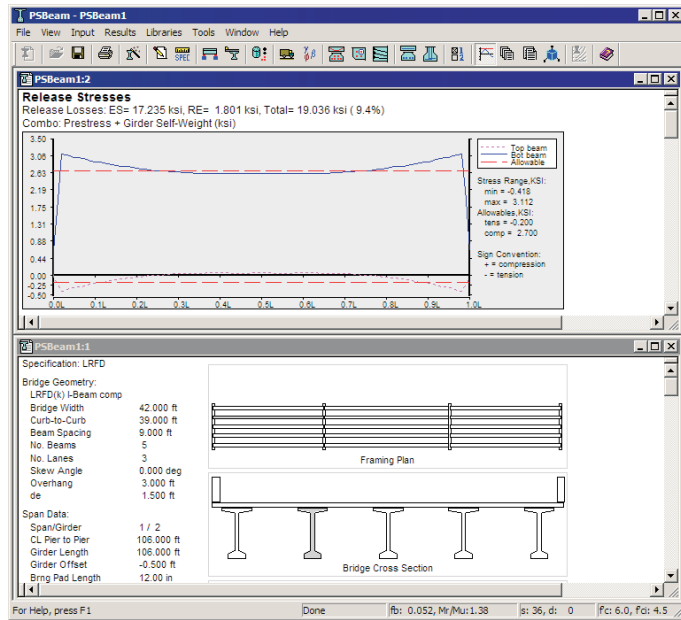 PSBeam - PSBeam1
File View Input Results Libraries Tools Window Help
SPEC
PSBeam1:2
Release Stresses
Release Losses: ES= 17.235 ksi, RE= 1.801 ksi, Total= 19.036 ksi ( 9.4%)
Combo: Prestress + Girder Self-Weight (ksi)
3.50
3.06
2.63
2.19
1.75
1.31
0.88
0.44
0.00
-0.25
-0.50
0.0L 0.1L 0.2L 0.3L 0.4L 0.5L 0.6L 0.7L 0.8L 0.9L 1.0L
Top beam
Bot beam
Allowable
Stress Range,KSI:
min = -0.418
max = 3.112
Allowables,KSI:
tens = -0.200
comp = 2.700
Sign Convention:
+ = compression
- = tension
PSBeam1:1
Specification: LRFD
Bridge Geometry:
LRFD(k) I-Beam comp
Bridge Width 42.000 ft
Curb-to-Curb 39.000 ft
Beam Spacing 9.000 ft
No. Beams 5
No. Lanes 3
Skew Angle 0.000 deg
Overhang 3.000 ft
de 1.500 ft
Span Data:
Span/Girder 1 / 2
CL Pier to Pier 106.000 ft
Girder Length 106.000 ft
Girder Offset -0.500 ft
Brng Pad Length 12.00 in
Framing Plan
Bridge Cross Section
For Help, press F1 Done fb: 0.052, Mr/Mu:1.38 s: 36, d: 0 f'c: 6.0, f'ci: 4.5